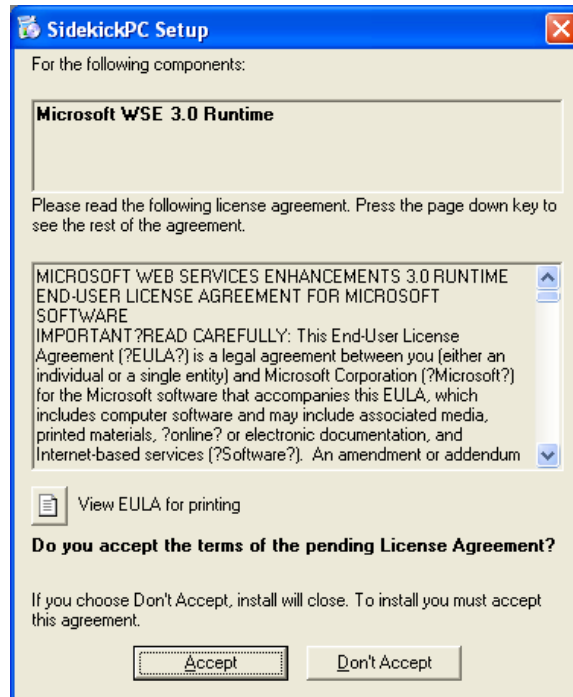 SidekickPC Setup
For the following components:
Microsoft WSE 3.0 Runtime
Please read the following license agreement. Press the page down key to
see the rest of the agreement.
MICROSOFT WEB SERVICES ENHANCEMENTS 3.0 RUNTIME
END-USER LICENSE AGREEMENT FOR MICROSOFT
SOFTWARE
IMPORTANT?READ CAREFULLY: This End-User License
Agreement (?EULA?) is a legal agreement between you (either an
individual or a single entity) and Microsoft Corporation (?Microsoft?)
for the Microsoft software that accompanies this EULA, which
includes computer software and may include associated media,
printed materials, ?online? or electronic documentation, and
Internet-based services (?Software?).  An amendment or addendum
View EULA for printing
Do you accept the terms of the pending License Agreement?
If you choose Don't Accept, install will close. To install you must accept
this agreement.
Accept
Don't Accept